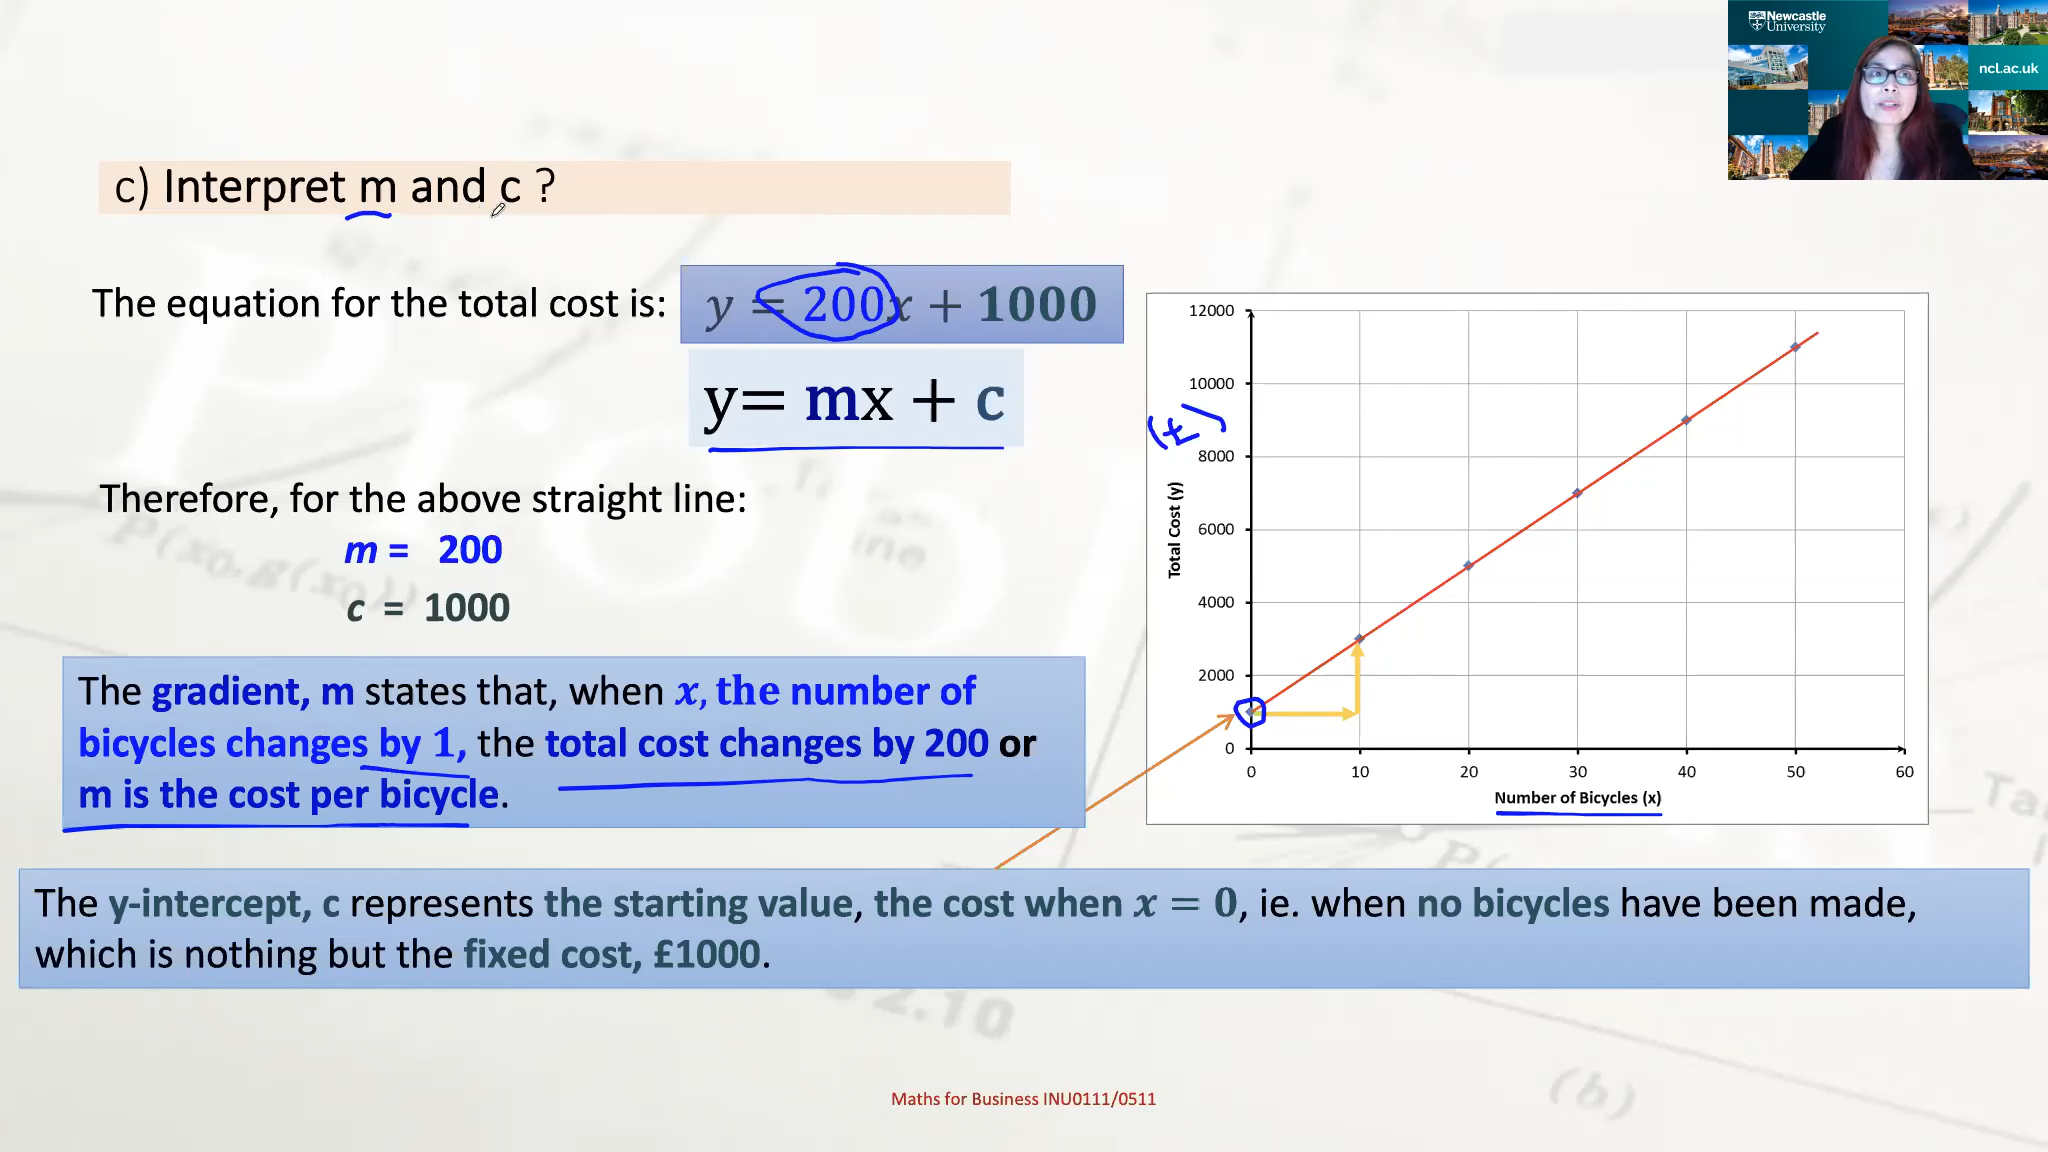 Newcastle
University
ncl.ac.uk
c) Interpret m and c ?
The equation for the total cost is:
y = 200x + 1000
y= mx + c
Therefore, for the above straight line:
m = 200
c = 1000
The gradient, m states that, when x, the number of
bicycles changes by 1, the total cost changes by 200 or
m is the cost per bicycle.
(£)
Total Cost (y)
12000
10000
8000
6000
4000
2000
0
0 10 20 30 40 50 60
Number of Bicycles (x)
The y-intercept, c represents the starting value, the cost when x = 0, ie. when no bicycles have been made,
which is nothing but the fixed cost, £1000.
Maths for Business INU0111/0511
P(x₀.g(x₀))
2.10
(b)